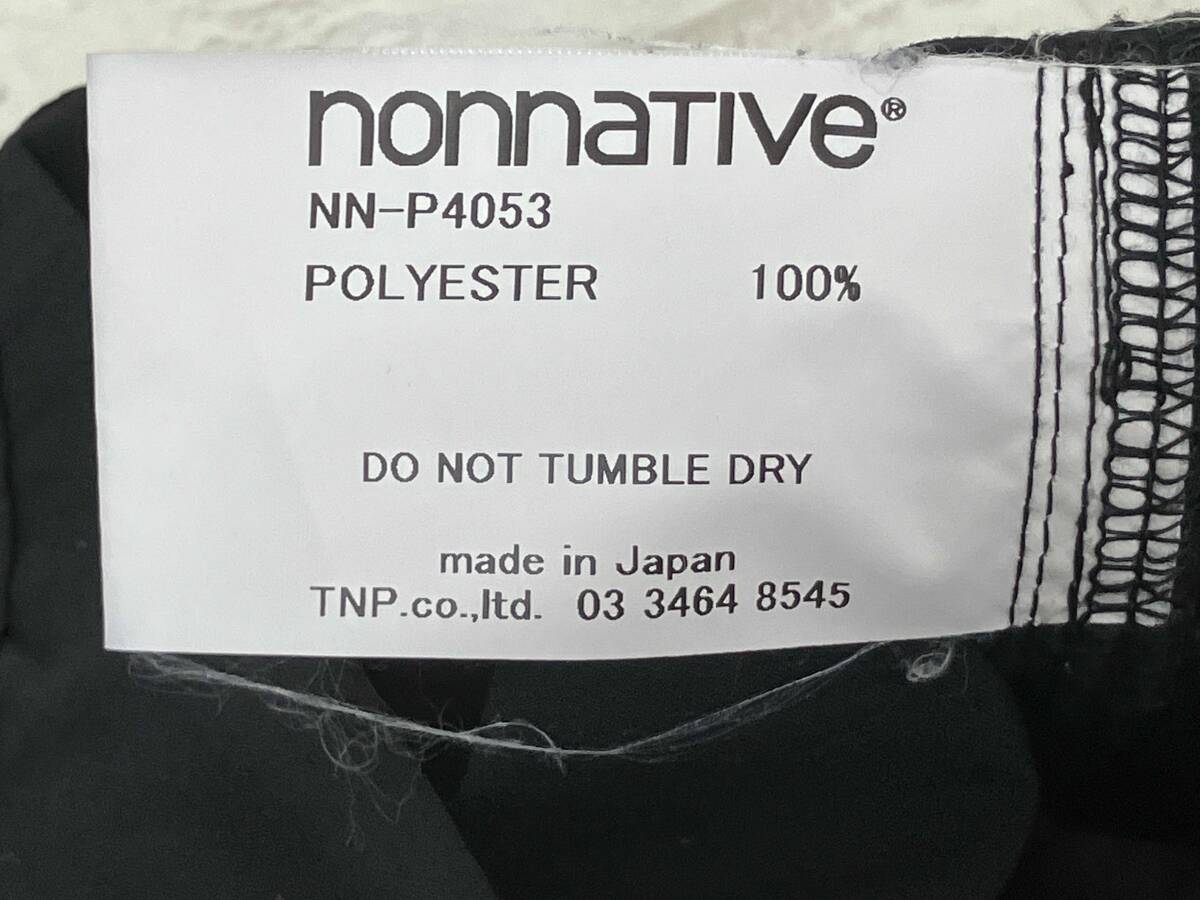 nonnaTIVe®
NN-P4053
POLYESTER 100%
DO NOT TUMBLE DRY
made in Japan
TNP.co.,ltd. 03 3464 8545